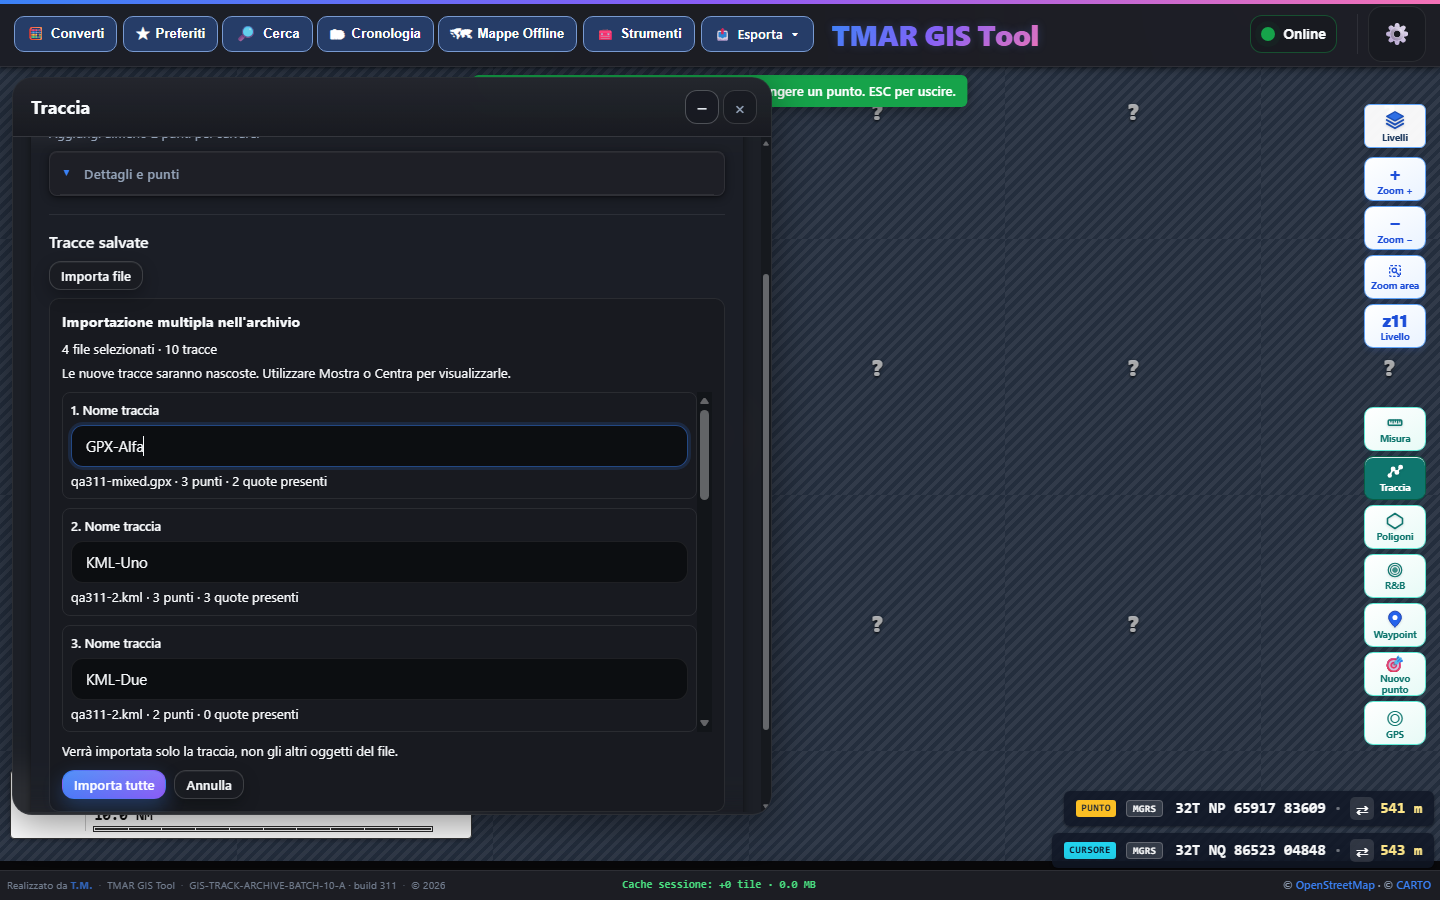 Converti
Preferiti
Cerca
Cronologia
Mappe Offline
Strumenti
Esporta
TMAR GIS Tool
Online
ngere un punto. ESC per uscire.
Traccia
Dettagli e punti
Tracce salvate
Importa file
Importazione multipla nell'archivio
4 file selezionati · 10 tracce
Le nuove tracce saranno nascoste. Utilizzare Mostra o Centra per visualizzarle.
1. Nome traccia
GPX-Alfa
qa311-mixed.gpx · 3 punti · 2 quote presenti
2. Nome traccia
KML-Uno
qa311-2.kml · 3 punti · 3 quote presenti
3. Nome traccia
KML-Due
qa311-2.kml · 2 punti · 0 quote presenti
Verrà importata solo la traccia, non gli altri oggetti del file.
Importa tutte
Annulla
10.0 NM
? ?
? ? ?
? ?
Livelli
+
Zoom +
−
Zoom −
Zoom area
z11
Livello
Misura
Traccia
Poligoni
R&B
Waypoint
Nuovo
punto
GPS
PUNTO MGRS 32T NP 65917 83609 · ⇄ 541 m
CURSORE MGRS 32T NQ 86523 04848 · ⇄ 543 m
Realizzato da T.M. · TMAR GIS Tool · GIS-TRACK-ARCHIVE-BATCH-10-A · build 311 · © 2026
Cache sessione: +0 tile · 0.0 MB
© OpenStreetMap · © CARTO